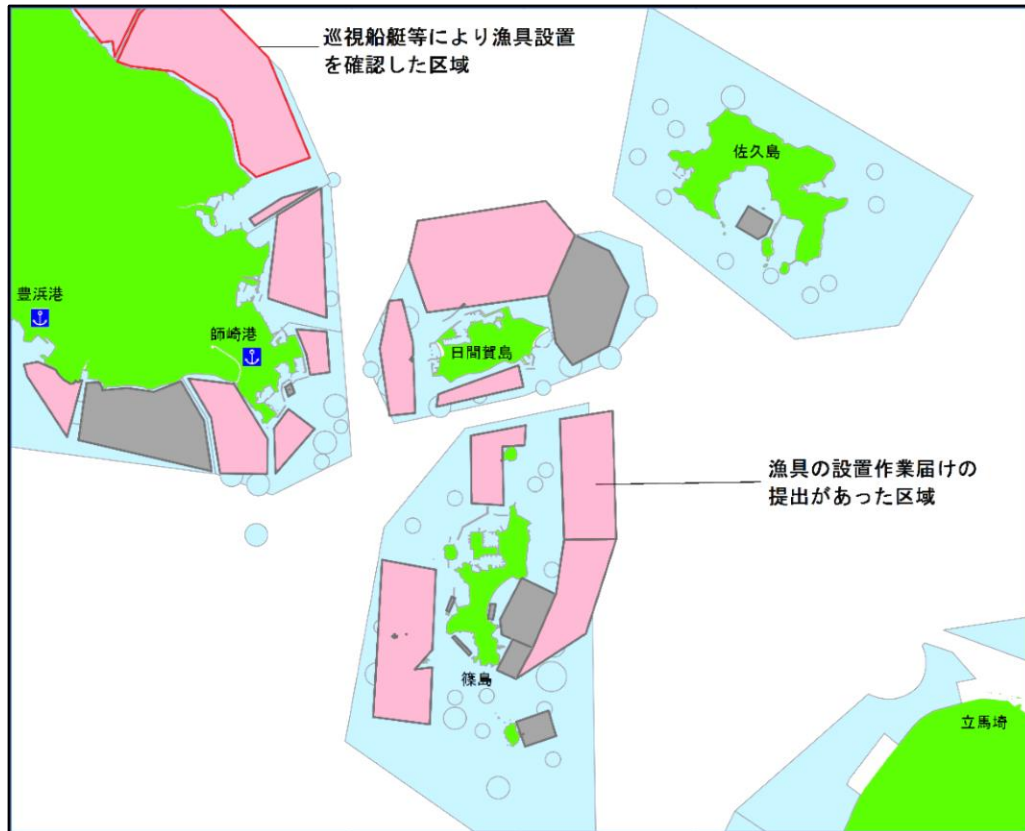 巡視船艇等により漁具設置
を確認した区域
佐久島
豊浜港
師崎港
日間賀島
漁具の設置作業届けの
提出があった区域
篠島
立馬埼